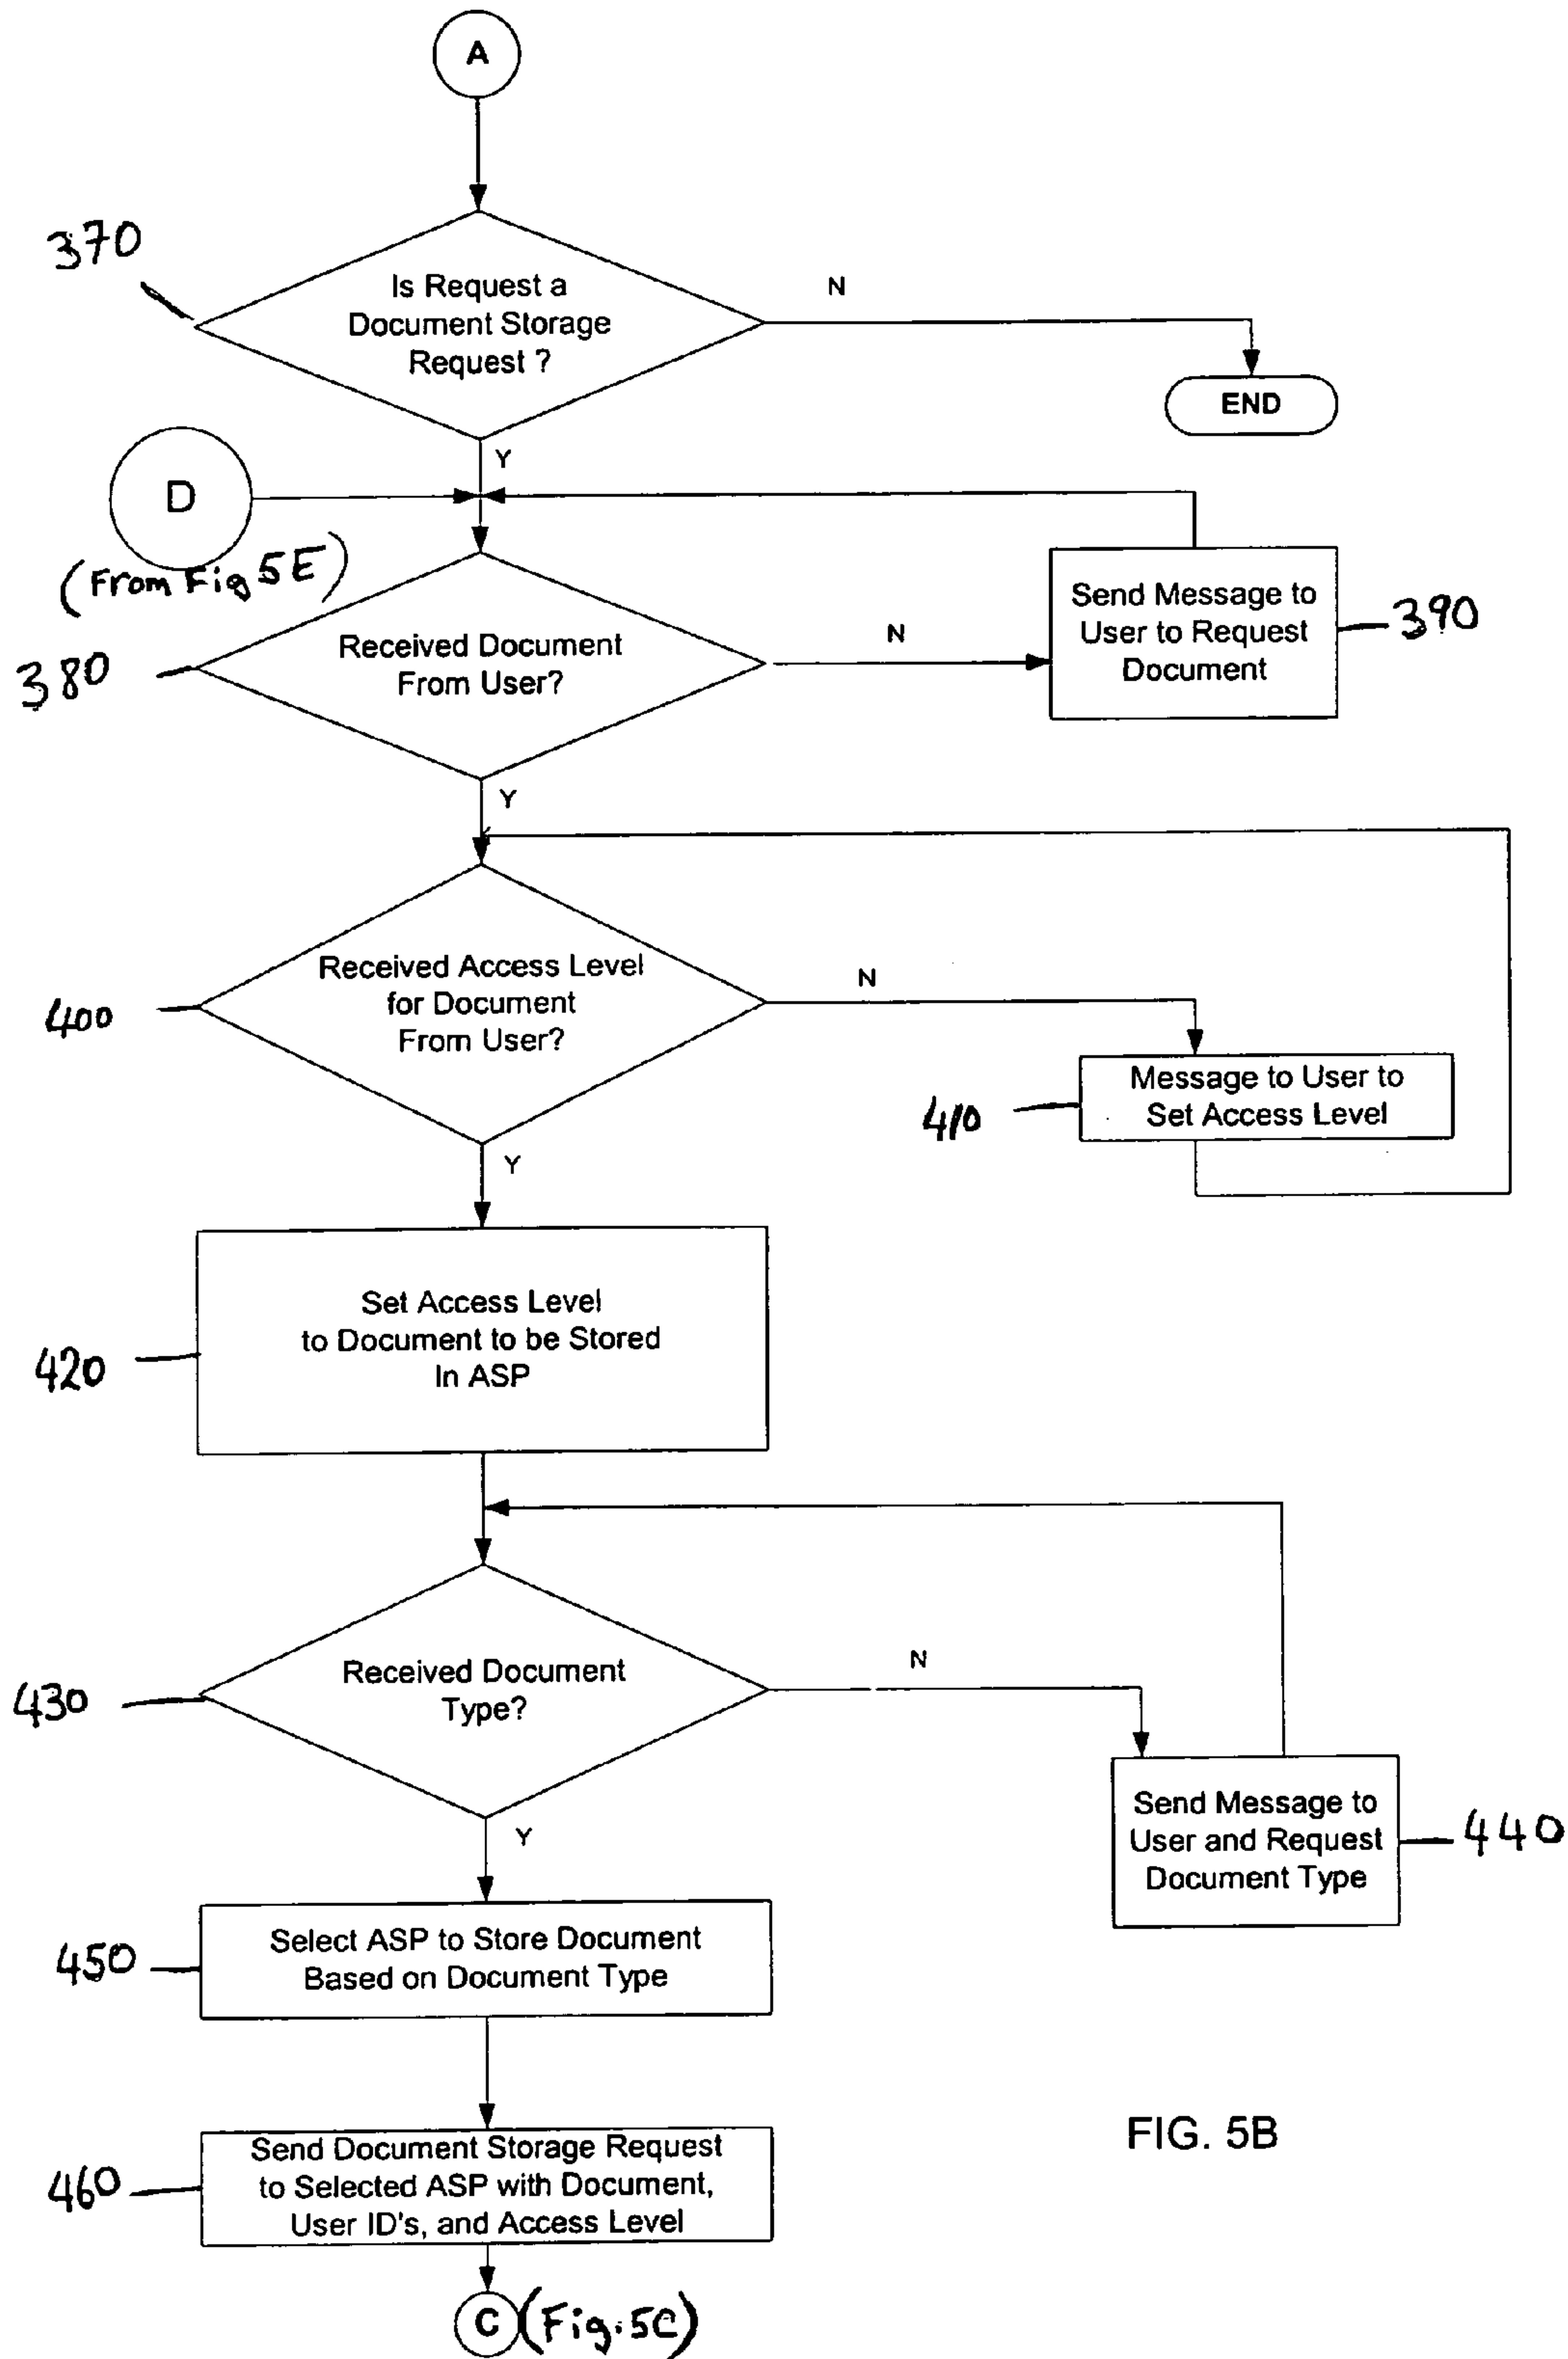 A
370
Is Request a
Document Storage
Request ?
N
END
Y
D
(From Fig 5E)
380
Received Document
From User?
N
Send Message to
User to Request
Document
390
Y
400
Received Access Level
for Document
From User?
N
410
Message to User to
Set Access Level
Y
420
Set Access Level
to Document to be Stored
In ASP
430
Received Document
Type?
N
Send Message to
User and Request
Document Type
440
Y
450
Select ASP to Store Document
Based on Document Type
460
Send Document Storage Request
to Selected ASP with Document,
User ID's, and Access Level
FIG. 5B
C (Fig. 5C)